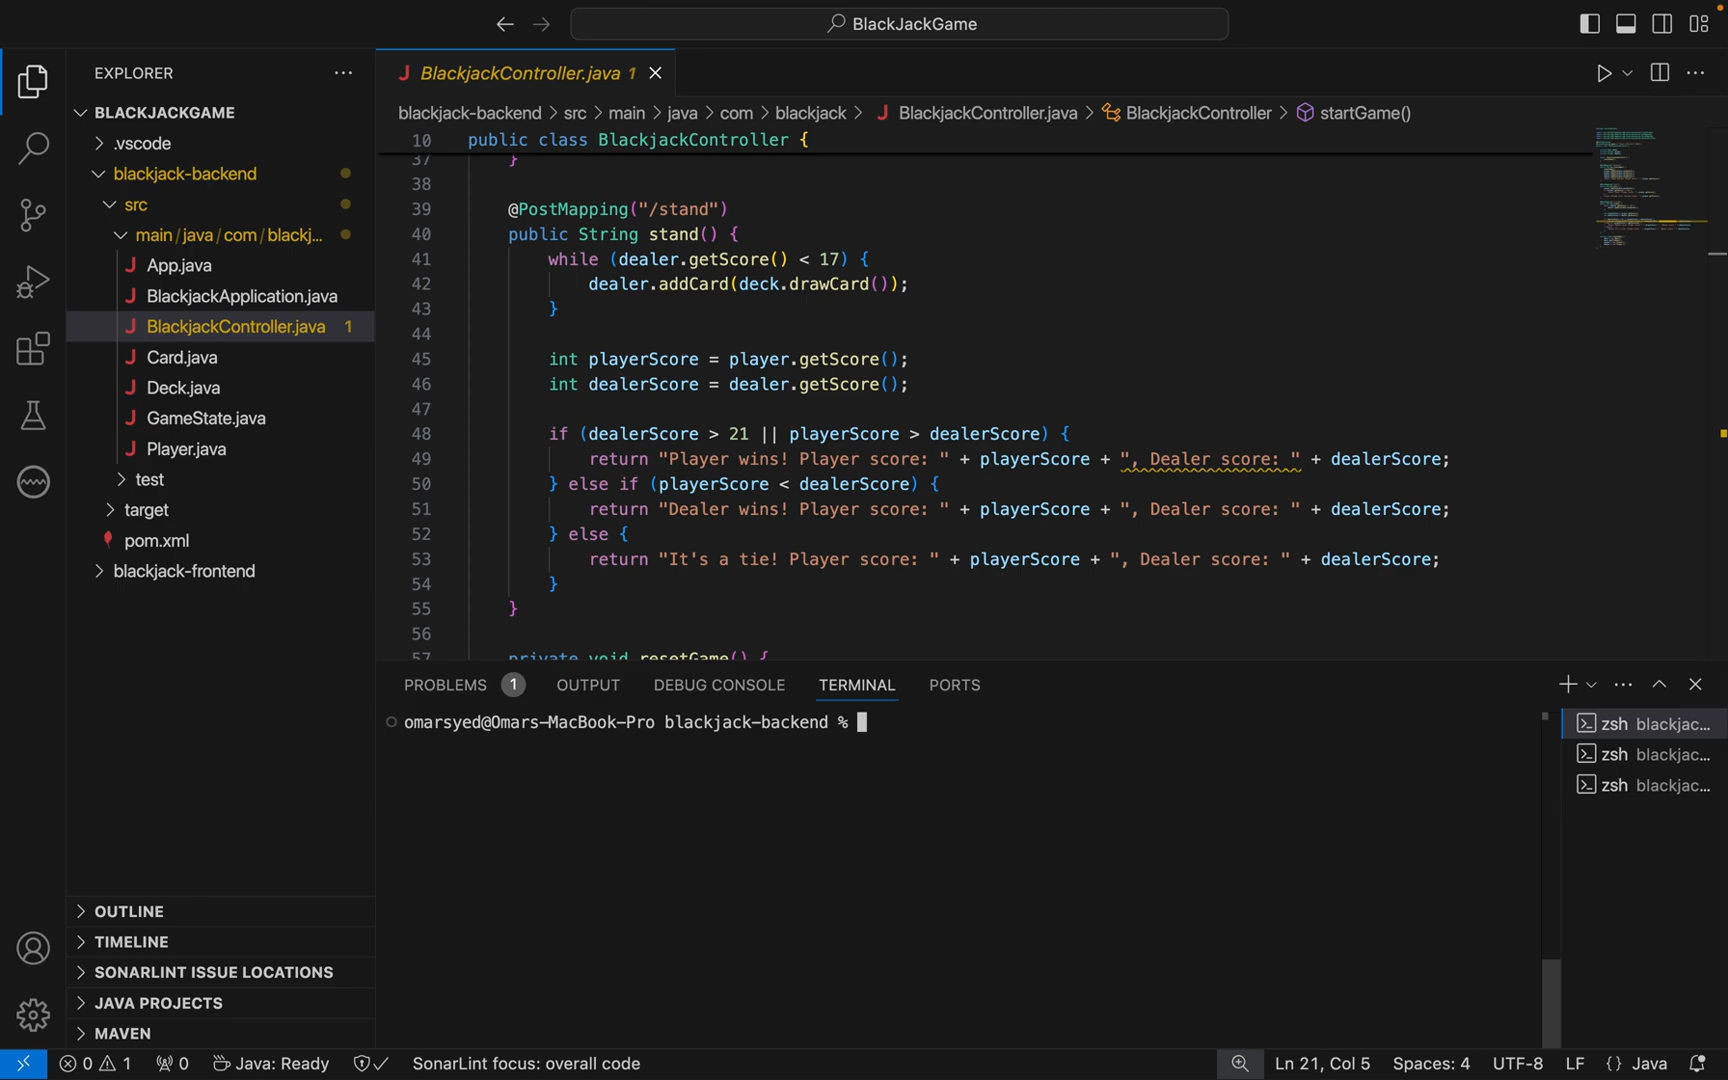 BlackJackGame
EXPLORER
BLACKJACKGAME
.vscode
blackjack-backend
src
main/java/com/blackj...
App.java
BlackjackApplication.java
BlackjackController.java 1
Card.java
Deck.java
GameState.java
Player.java
test
target
pom.xml
blackjack-frontend
OUTLINE
TIMELINE
SONARLINT ISSUE LOCATIONS
JAVA PROJECTS
MAVEN
BlackjackController.java 1
blackjack-backend > src > main > java > com > blackjack > BlackjackController.java > BlackjackController > startGame()
10 public class BlackjackController {
37 }
38
39 @PostMapping("/stand")
40 public String stand() {
41 while (dealer.getScore() < 17) {
42 dealer.addCard(deck.drawCard());
43 }
44
45 int playerScore = player.getScore();
46 int dealerScore = dealer.getScore();
47
48 if (dealerScore > 21 || playerScore > dealerScore) {
49 return "Player wins! Player score: " + playerScore + ", Dealer score: " + dealerScore;
50 } else if (playerScore < dealerScore) {
51 return "Dealer wins! Player score: " + playerScore + ", Dealer score: " + dealerScore;
52 } else {
53 return "It's a tie! Player score: " + playerScore + ", Dealer score: " + dealerScore;
54 }
55 }
56
57 private void resetGame() {
PROBLEMS 1 OUTPUT DEBUG CONSOLE TERMINAL PORTS
omarsyed@Omars-MacBook-Pro blackjack-backend %
zsh blackjac...
zsh blackjac...
zsh blackjac...
0 1 0 Java: Ready SonarLint focus: overall code Ln 21, Col 5 Spaces: 4 UTF-8 LF {} Java